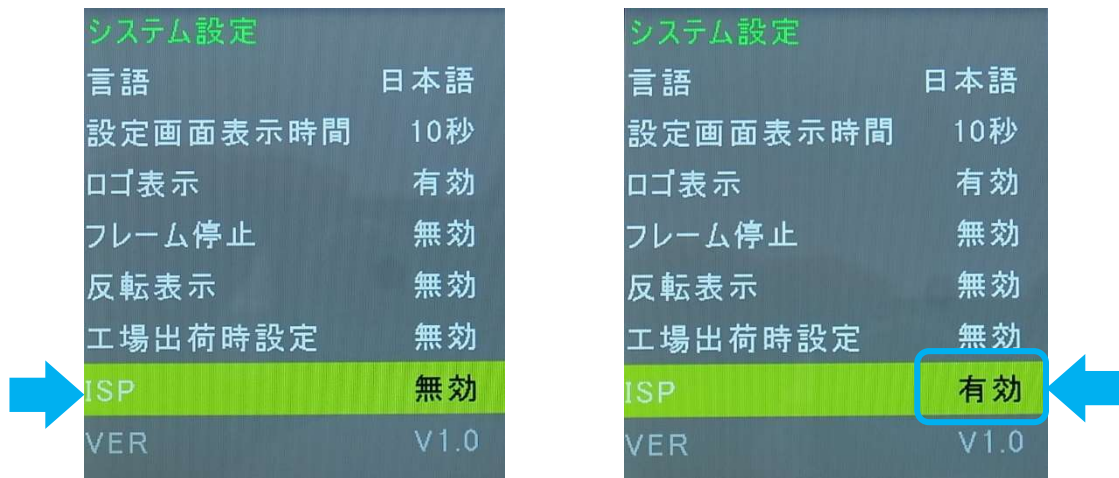 システム設定
言語 日本語
設定画面表示時間 10秒
ロゴ表示 有効
フレーム停止 無効
反転表示 無効
工場出荷時設定 無効
ISP 無効
VER V1.0
システム設定
言語 日本語
設定画面表示時間 10秒
ロゴ表示 有効
フレーム停止 無効
反転表示 無効
工場出荷時設定 無効
ISP 有効
VER V1.0